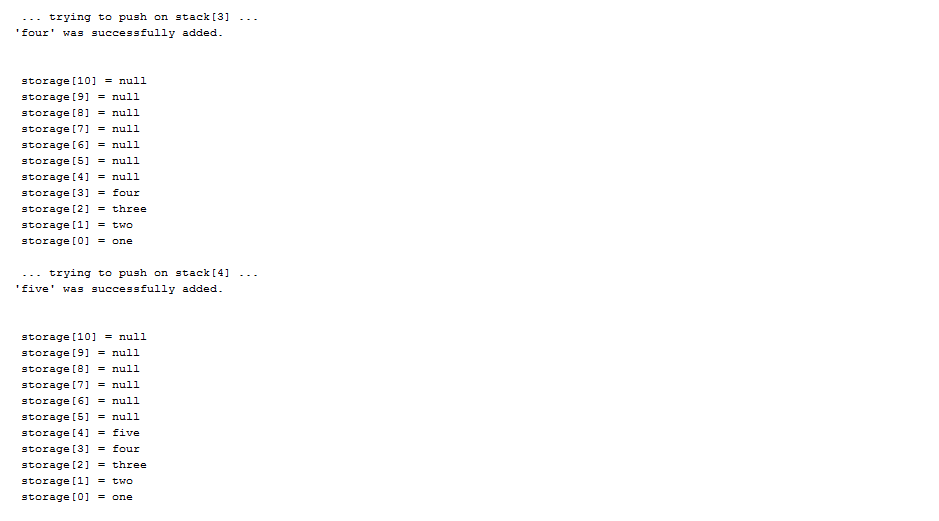 ... trying to push on stack[3] ...
'four' was successfully added.
storage[10] = null
storage[9] = null
storage[8] = null
storage[7] = null
storage[6] = null
storage[5] = null
storage[4] = null
storage[3] = four
storage[2] = three
storage[1] = two
storage[0] = one
... trying to push on stack[4] ...
'five' was successfully added.
storage[10] = null
storage[9] = null
storage[8] = null
storage[7] = null
storage[6] = null
storage[5] = null
storage[4] = five
storage[3] = four
storage[2] = three
storage[1] = two
storage[0] = one